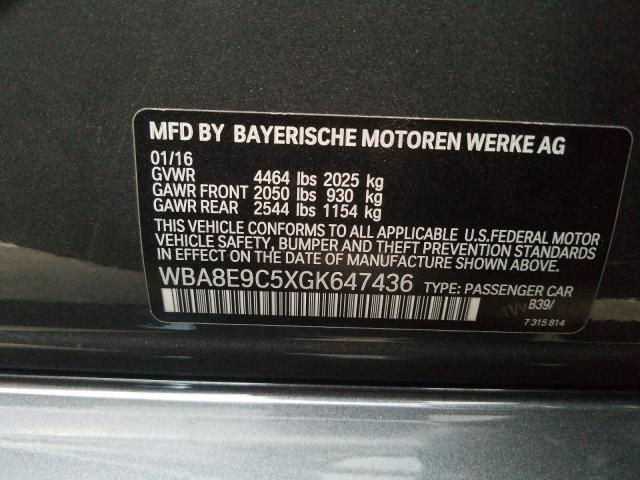 MFD BY BAYERISCHE MOTOREN WERKE AG
01/16
GVWR 4464 lbs 2025 kg
GAWR FRONT 2050 lbs 930 kg
GAWR REAR 2544 lbs 1154 kg
THIS VEHICLE CONFORMS TO ALL APPLICABLE U.S.FEDERAL MOTOR
VEHICLE SAFETY, BUMPER AND THEFT PREVENTION STANDARDS
IN EFFECT ON THE DATE OF MANUFACTURE SHOWN ABOVE.
WBA8E9C5XGK647436 TYPE: PASSENGER CAR
B39/
7 315 814